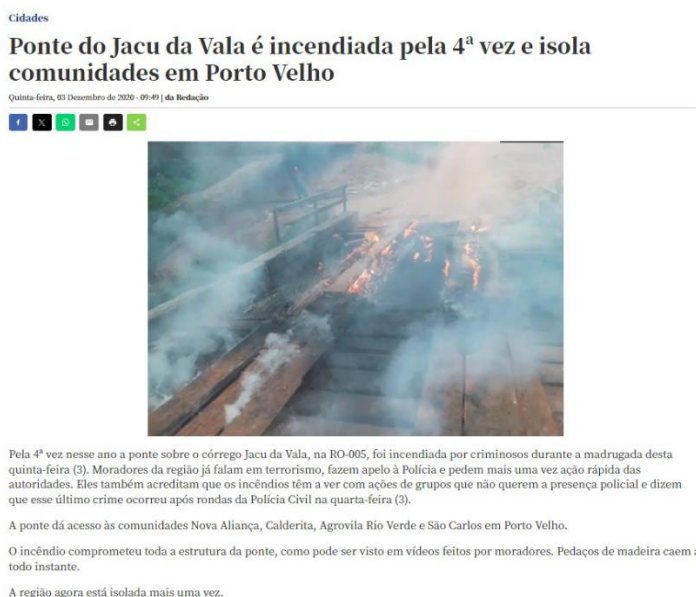 Cidades
Ponte do Jacu da Vala é incendiada pela 4ª vez e isola
comunidades em Porto Velho
Quinta-feira, 03 Dezembro de 2020 - 09:49 | da Redação
Pela 4ª vez nesse ano a ponte sobre o córrego Jacu da Vala, na RO-005, foi incendiada por criminosos durante a madrugada desta
quinta-feira (3). Moradores da região já falam em terrorismo, fazem apelo à Polícia e pedem mais uma vez ação rápida das
autoridades. Eles também acreditam que os incêndios têm a ver com ações de grupos que não querem a presença policial e dizem
que esse último crime ocorreu após rondas da Polícia Civil na quarta-feira (3).
A ponte dá acesso às comunidades Nova Aliança, Calderita, Agrovila Rio Verde e São Carlos em Porto Velho.
O incêndio comprometeu toda a estrutura da ponte, como pode ser visto em vídeos feitos por moradores. Pedaços de madeira caem a
todo instante.
A região agora está isolada mais uma vez.